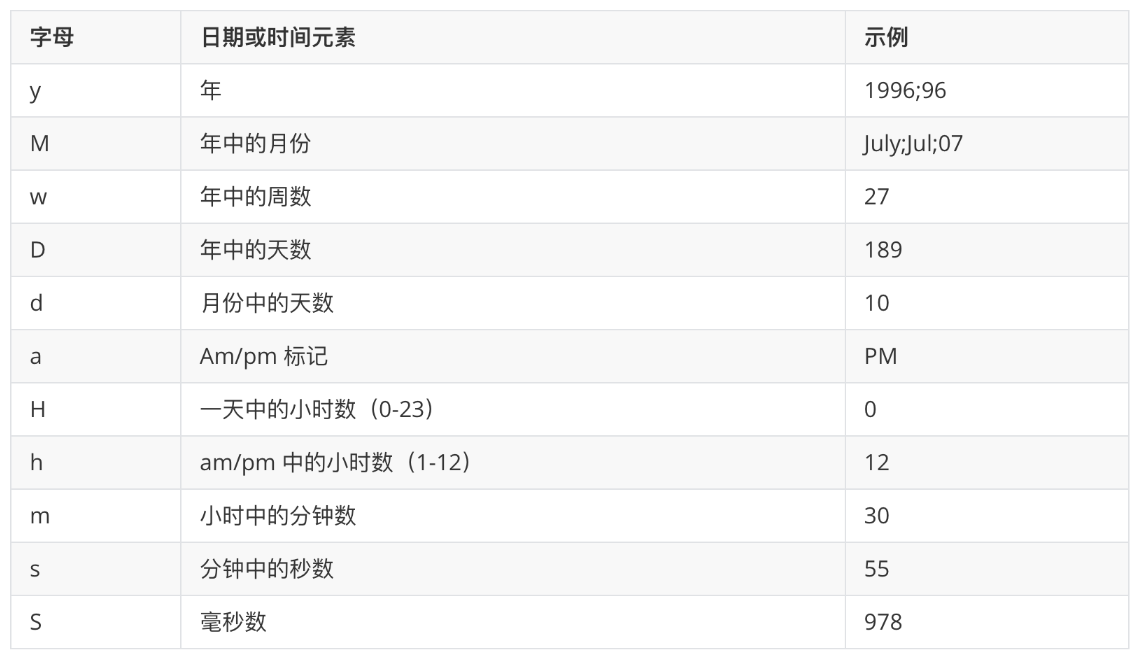 字母 日期或时间元素 示例
y 年 1996;96
M 年中的月份 July;Jul;07
w 年中的周数 27
D 年中的天数 189
d 月份中的天数 10
a Am/pm 标记 PM
H 一天中的小时数（0-23） 0
h am/pm 中的小时数（1-12） 12
m 小时中的分钟数 30
s 分钟中的秒数 55
S 毫秒数 978